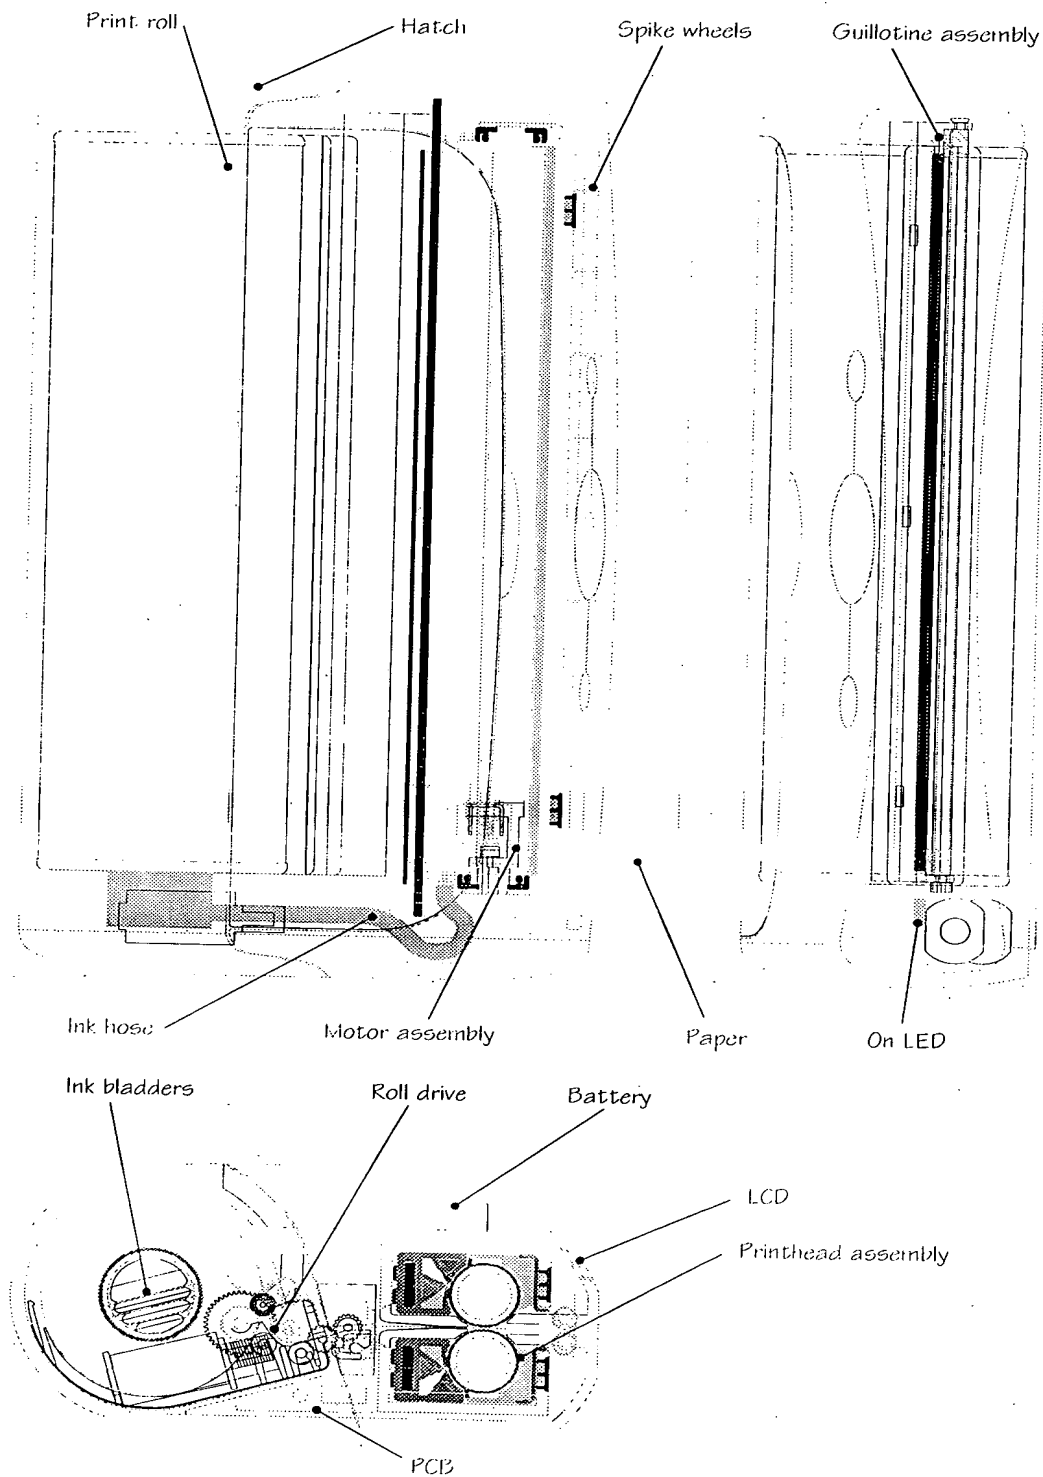 Print roll
Hatch
Spike wheels
Guillotine assembly
Ink hose
Motor assembly
Paper
On LED
Ink bladders
Roll drive
Battery
LCD
Printhead assembly
PCB